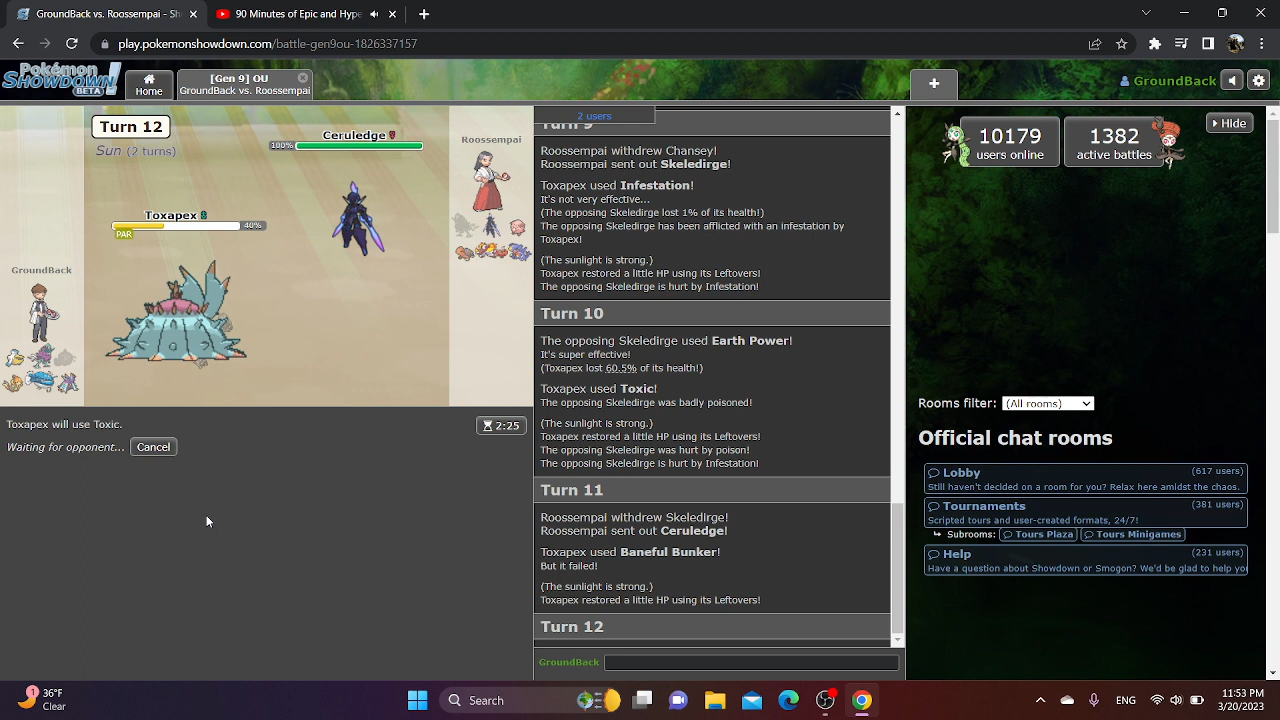 GroundBack vs. Roossempai - Sh
90 Minutes of Epic and Hype
play.pokemonshowdown.com/battle-gen9ou-1826337157
Pokémon
SHOWDOWN!
BETA
Home
[Gen 9] OU
GroundBack vs. Roossempai
GroundBack
Turn 12
Sun (2 turns)
Ceruledge
100%
Toxapex
40%
PAR
GroundBack
Roossempai
Toxapex will use Toxic.
Waiting for opponent... Cancel
2:25
2 users
Turn 9
Roossempai withdrew Chansey!
Roossempai sent out Skeledirge!
Toxapex used Infestation!
It's not very effective...
(The opposing Skeledirge lost 1% of its health!)
The opposing Skeledirge has been afflicted with an Infestation by
Toxapex!
(The sunlight is strong.)
Toxapex restored a little HP using its Leftovers!
The opposing Skeledirge is hurt by Infestation!
Turn 10
The opposing Skeledirge used Earth Power!
It's super effective!
(Toxapex lost 60.5% of its health!)
Toxapex used Toxic!
The opposing Skeledirge was badly poisoned!
(The sunlight is strong.)
Toxapex restored a little HP using its Leftovers!
The opposing Skeledirge was hurt by poison!
The opposing Skeledirge is hurt by Infestation!
Turn 11
Roossempai withdrew Skeledirge!
Roossempai sent out Ceruledge!
Toxapex used Baneful Bunker!
But it failed!
(The sunlight is strong.)
Toxapex restored a little HP using its Leftovers!
Turn 12
GroundBack
10179
users online
1382
active battles
Hide
Rooms filter: (All rooms)
Official chat rooms
Lobby (617 users)
Still haven't decided on a room for you? Relax here amidst the chaos.
Tournaments (381 users)
Scripted tours and user-created formats, 24/7!
Subrooms: Tours Plaza Tours Minigames
Help (231 users)
Have a question about Showdown or Smogon? We'd be glad to help you
1
36°F
Clear
Search
ENG
11:53 PM
3/20/2023